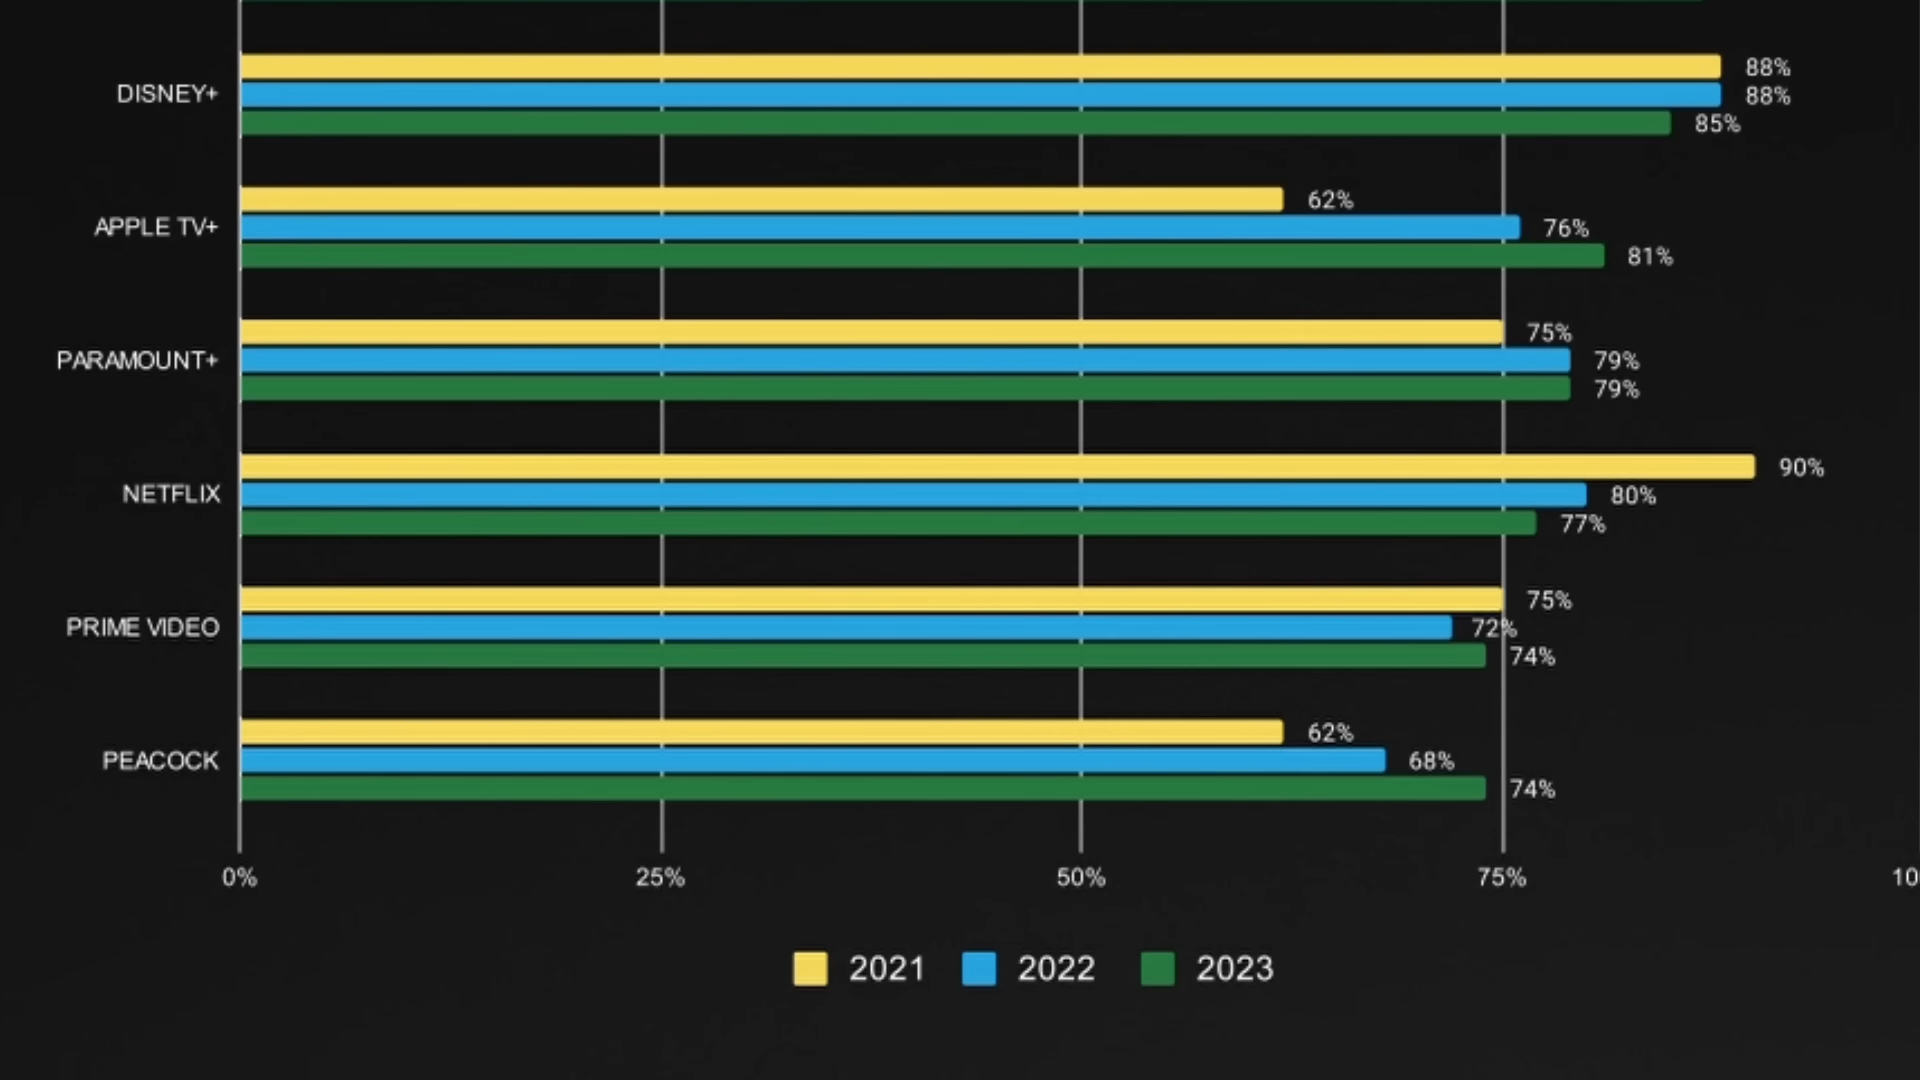 88%
DISNEY+
88%
85%
62%
APPLE TV+
76%
81%
75%
PARAMOUNT+
79%
79%
90%
NETFLIX
80%
77%
75%
PRIME VIDEO
72%
74%
62%
PEACOCK
68%
74%
0% 25% 50% 75% 10
2021 2022 2023